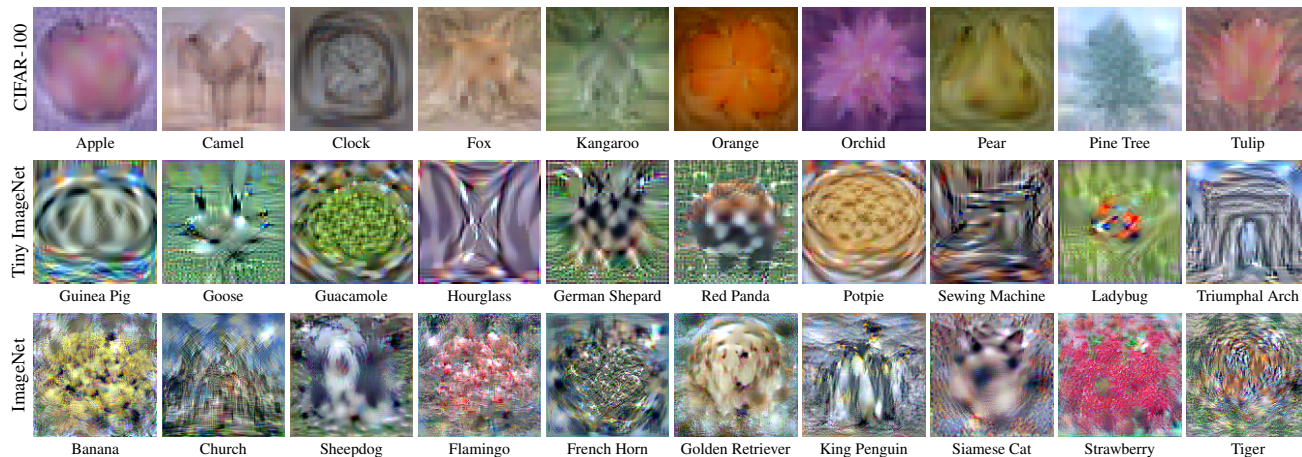 CIFAR-100
Apple Camel Clock Fox Kangaroo Orange Orchid Pear Pine Tree Tulip
Tiny ImageNet
Guinea Pig Goose Guacamole Hourglass German Shepard Red Panda Potpie Sewing Machine Ladybug Triumphal Arch
ImageNet
Banana Church Sheepdog Flamingo French Horn Golden Retriever King Penguin Siamese Cat Strawberry Tiger